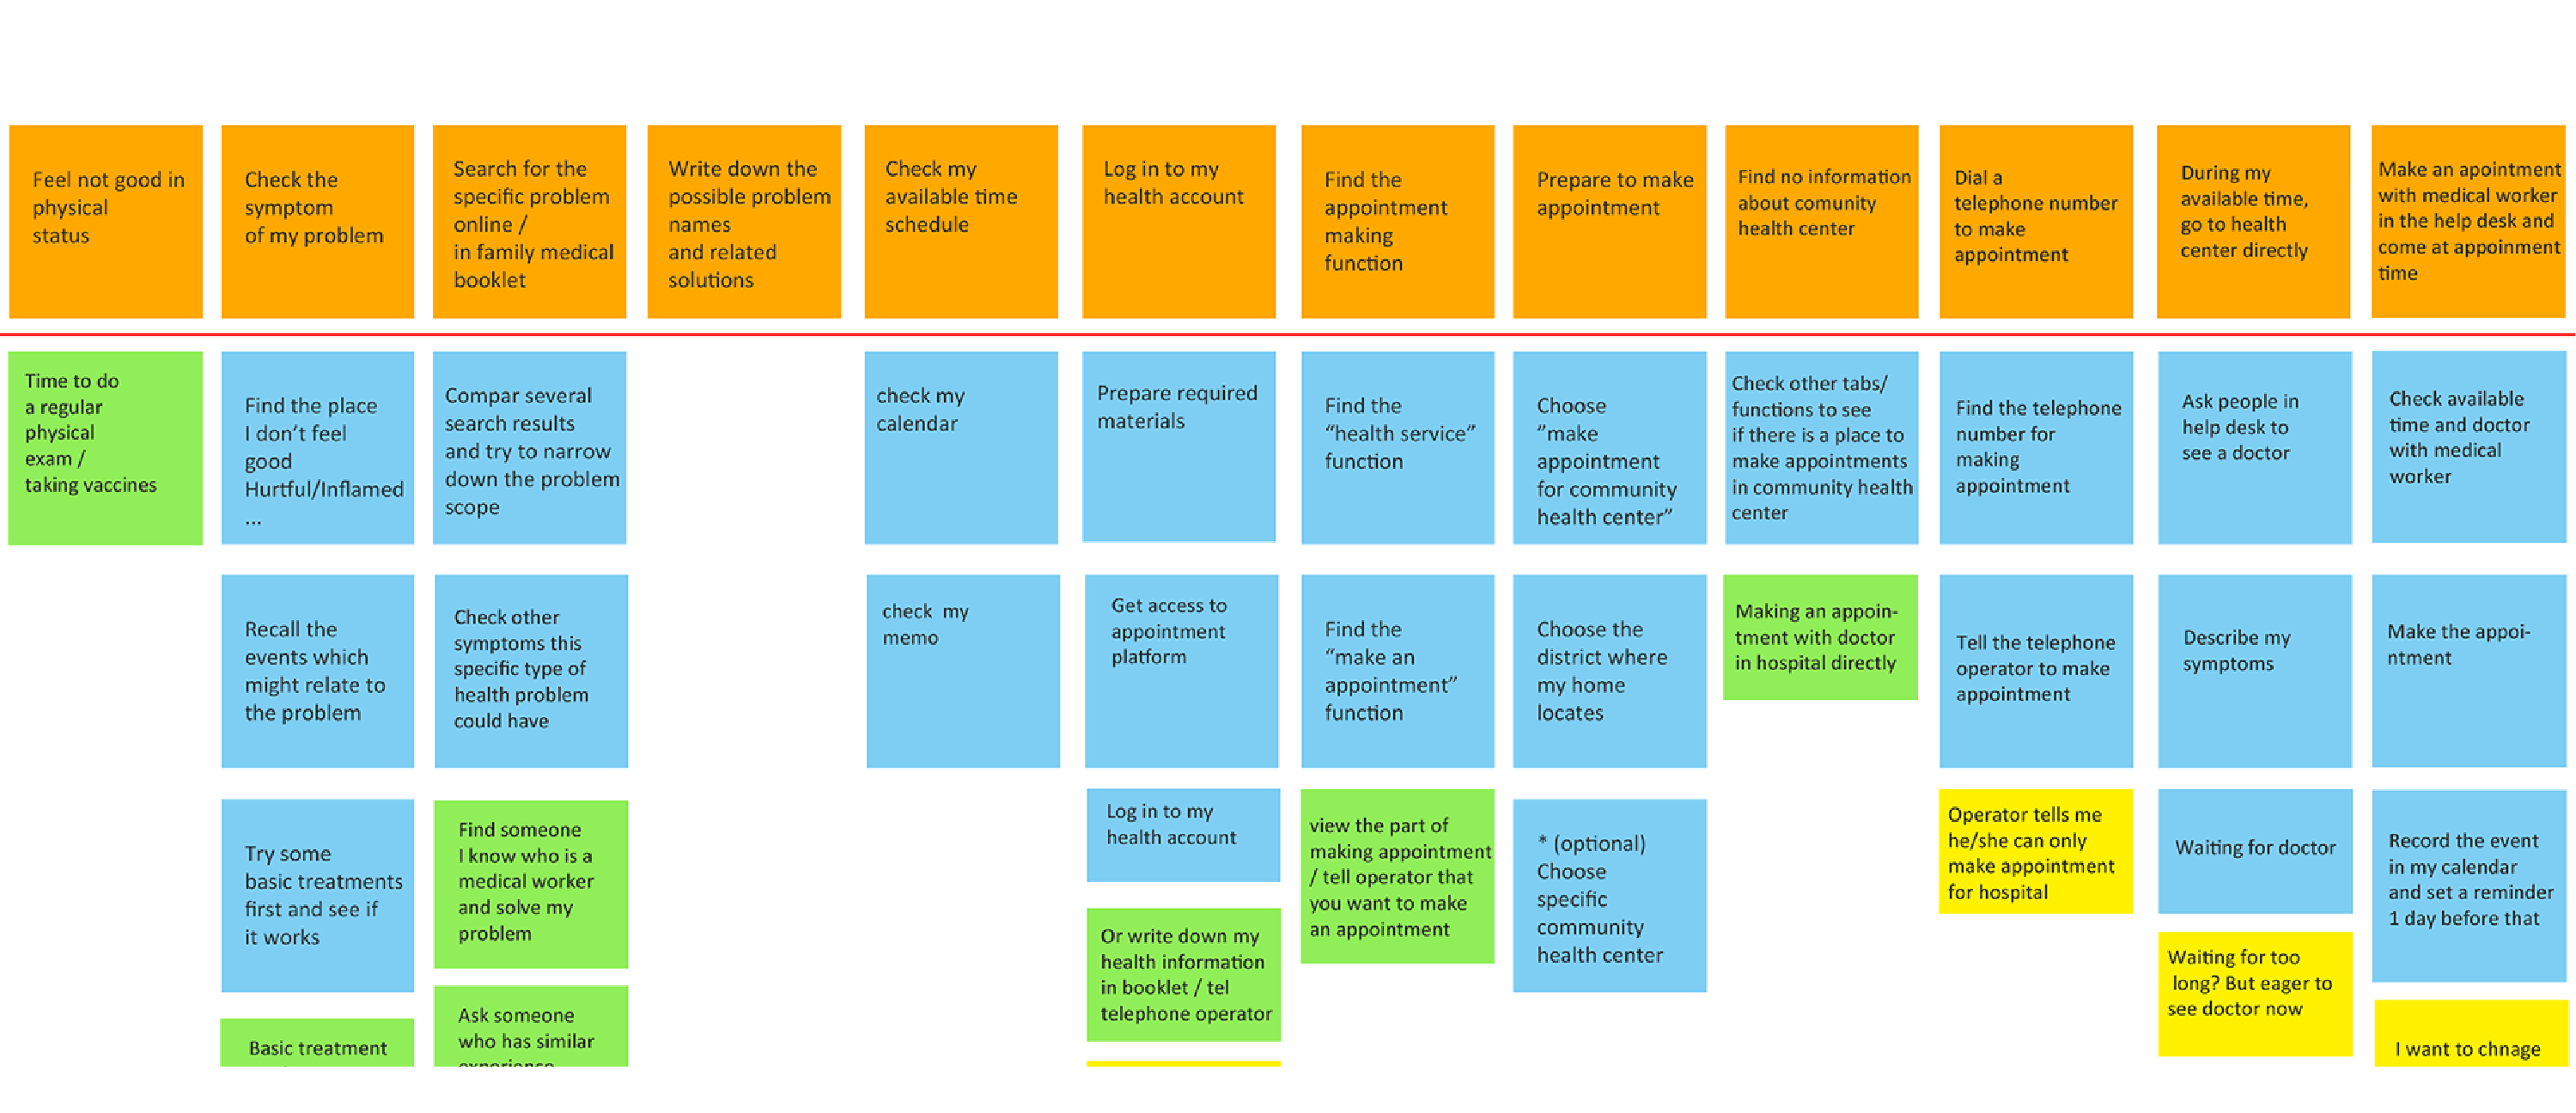 Feel not good in
physical
status
Check the
symptom
of my problem
Search for the
specific problem
online /
in family medical
booklet
Write down the
possible problem
names
and related
solutions
Check my
available time
schedule
Log in to my
health account
Find the
appointment
making
function
Prepare to make
appointment
Find no information
about comunity
health center
Dial a
telephone number
to make
appointment
During my
available time,
go to health
center directly
Make an apointment
with medical worker
in the help desk and
come at appoinment
time
Time to do
a regular
physical
exam /
taking vaccines
Find the place
I don't feel
good
Hurtful/Inflamed
...
Compar several
search results
and try to narrow
down the problem
scope
check my
calendar
Prepare required
materials
Find the
“health service”
function
Choose
”make
appointment
for community
health center”
Check other tabs/
functions to see
if there is a place to
make appointments
in community health
center
Find the telephone
number for
making
appointment
Ask people in
help desk to
see a doctor
Check available
time and doctor
with medical
worker
Recall the
events which
might relate to
the problem
Check other
symptoms this
specific type of
health problem
could have
check my
memo
Get access to
appointment
platform
Find the
“make an
appointment”
function
Choose the
district where
my home
locates
Making an appoin-
tment with doctor
in hospital directly
Tell the telephone
operator to make
appointment
Describe my
symptoms
Make the appoi-
ntment
Try some
basic treatments
first and see if
it works
Find someone
I know who is a
medical worker
and solve my
problem
Log in to my
health account
view the part of
making appointment
/ tell operator that
you want to make
an appointment
* (optional)
Choose
specific
community
health center
Operator tells me
he/she can only
make appointment
for hospital
Waiting for doctor
Record the event
in my calendar
and set a reminder
1 day before that
Or write down my
health information
in booklet / tel
telephone operator
Waiting for too
long? But eager to
see doctor now
Basic treatment
Ask someone
who has similar
experience
I want to chnage